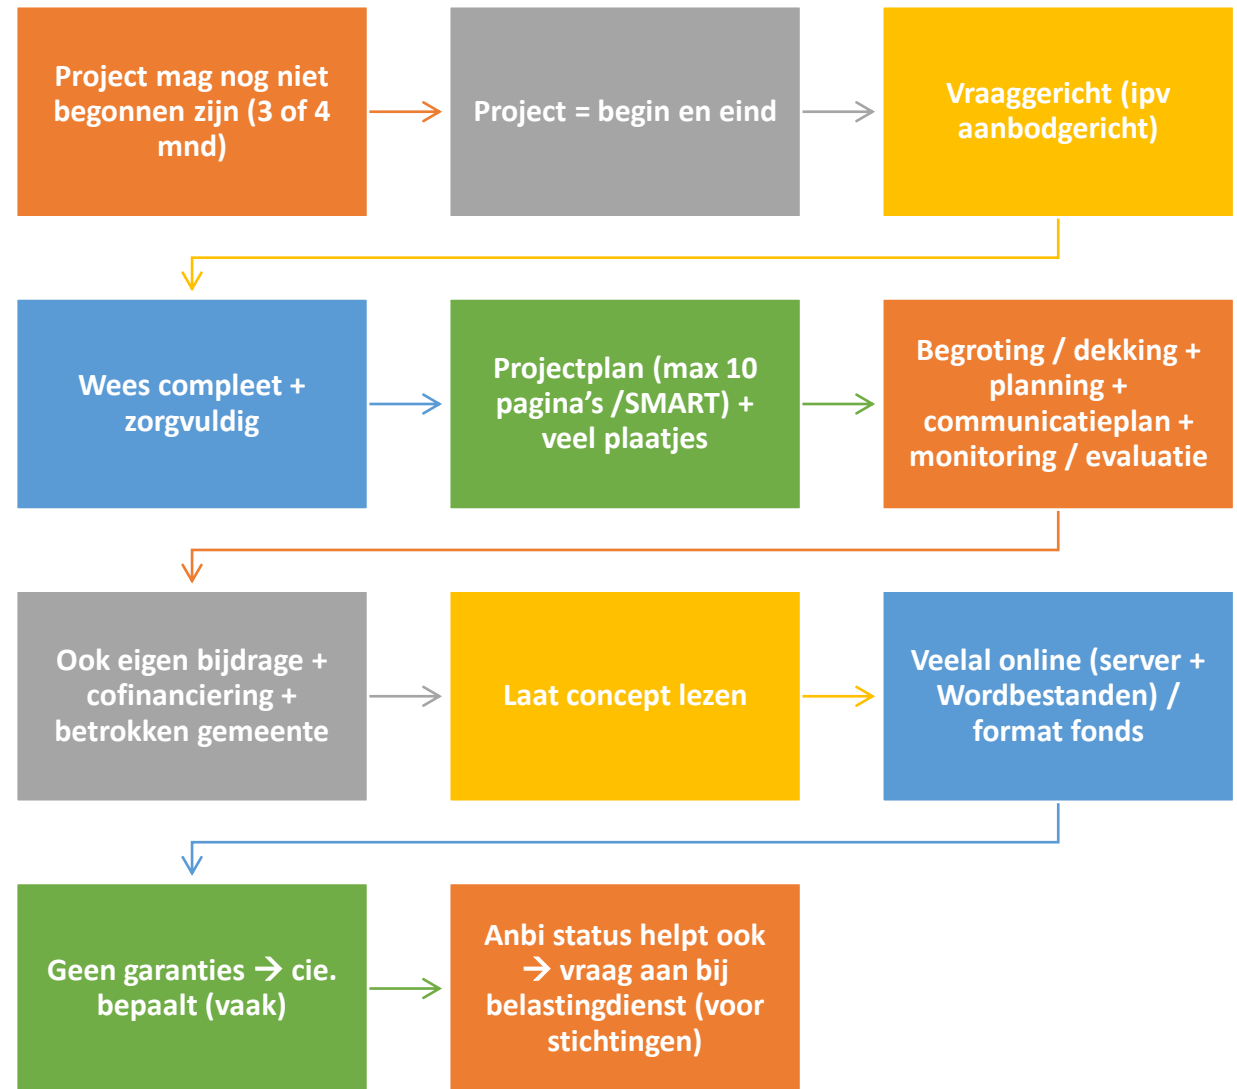 Project mag nog niet
begonnen zijn (3 of 4
mnd)
Project = begin en eind
Vraaggericht (ipv
aanbodgericht)
Wees compleet +
zorgvuldig
Projectplan (max 10
pagina’s /SMART) +
veel plaatjes
Begroting / dekking +
planning +
communicatieplan +
monitoring / evaluatie
Ook eigen bijdrage +
cofinanciering +
betrokken gemeente
Laat concept lezen
Veelal online (server +
Wordbestanden) /
format fonds
Geen garanties → cie.
bepaalt (vaak)
Anbi status helpt ook
→ vraag aan bij
belastingdienst (voor
stichtingen)